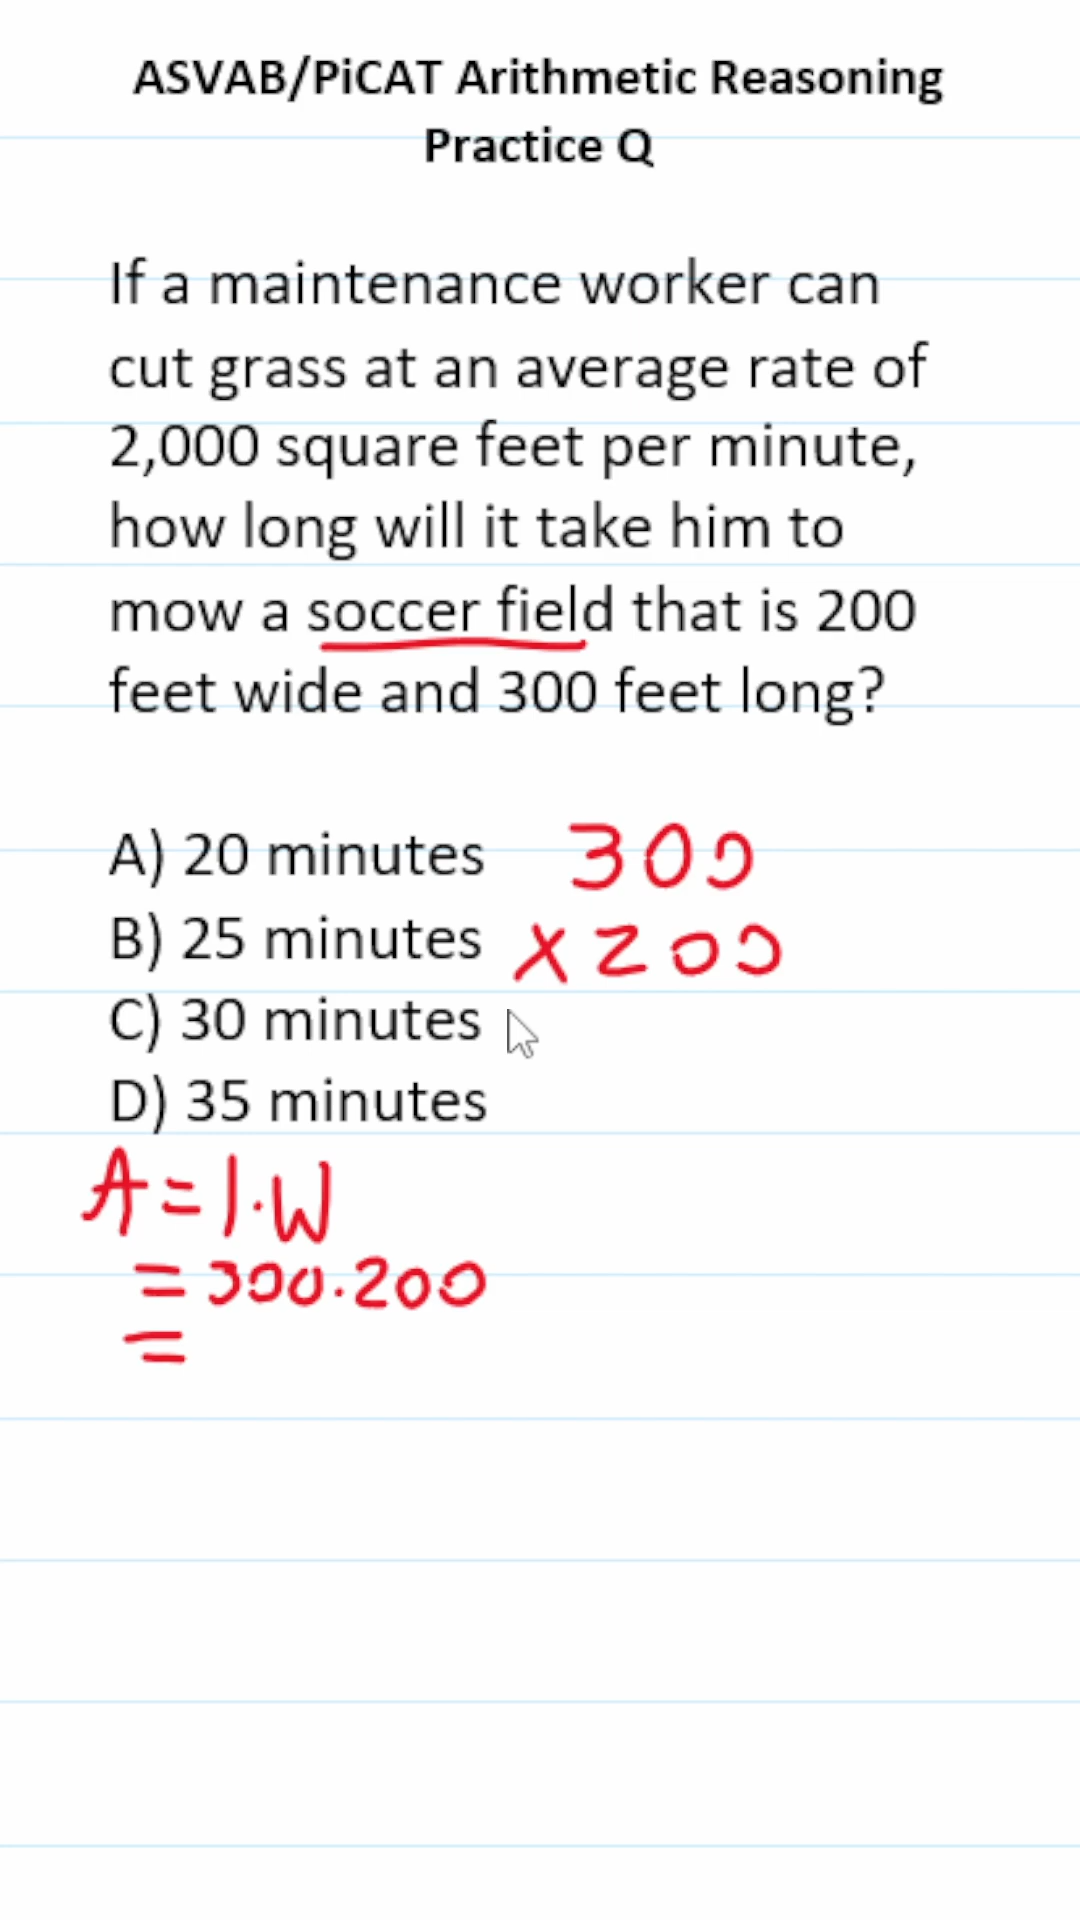 ASVAB/PiCAT Arithmetic Reasoning
Practice Q
If a maintenance worker can
cut grass at an average rate of
2,000 square feet per minute,
how long will it take him to
mow a soccer field that is 200
feet wide and 300 feet long?
A) 20 minutes
B) 25 minutes
C) 30 minutes
D) 35 minutes
300
X200
A=l·W
=300·200
=